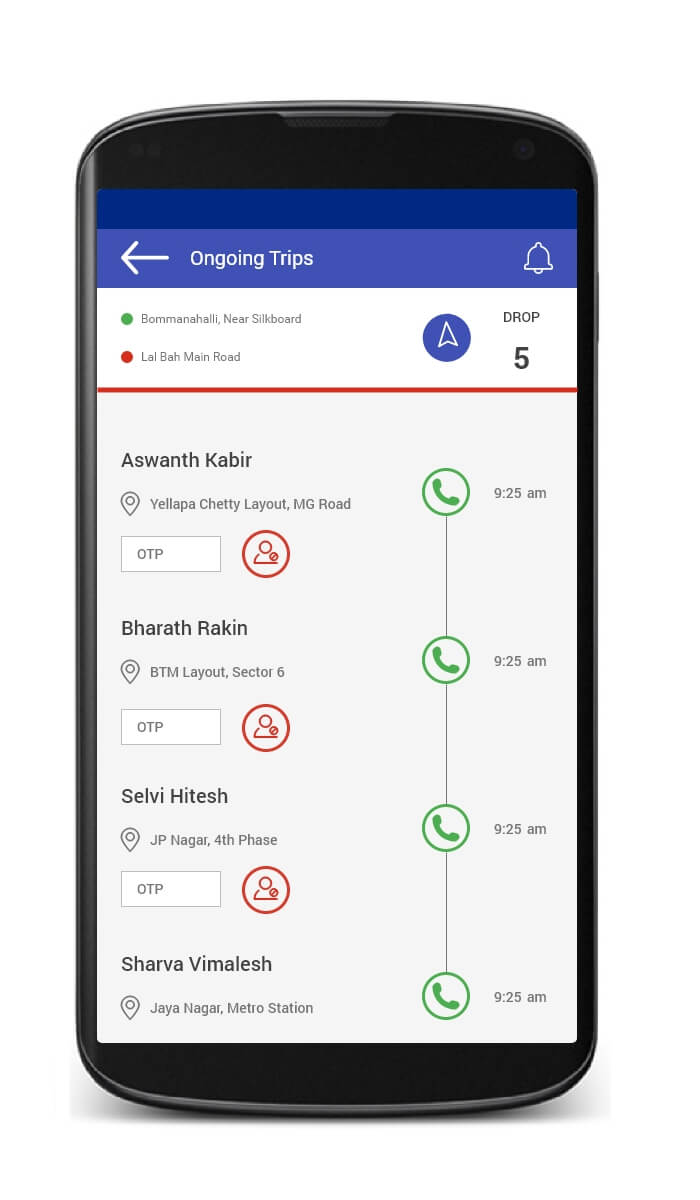 Ongoing Trips
Bommanahalli, Near Silkboard
DROP
Lal Bah Main Road
5
Aswanth Kabir
9:25 am
Yellapa Chetty Layout, MG Road
OTP
Bharath Rakin
9:25 am
BTM Layout, Sector 6
OTP
Selvi Hitesh
9:25 am
JP Nagar, 4th Phase
OTP
Sharva Vimalesh
9:25 am
Jaya Nagar, Metro Station